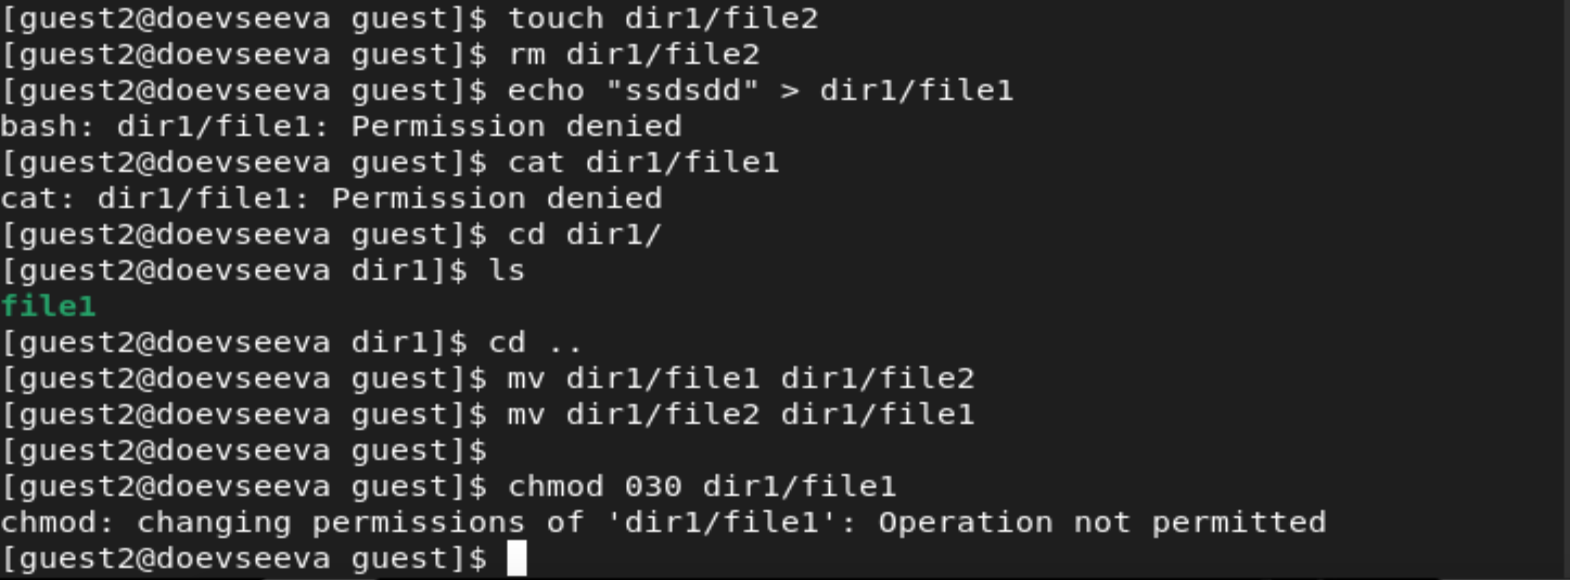 [guest2@doevseeva guest]$ touch dir1/file2
[guest2@doevseeva guest]$ rm dir1/file2
[guest2@doevseeva guest]$ echo "ssdsdd" > dir1/file1
bash: dir1/file1: Permission denied
[guest2@doevseeva guest]$ cat dir1/file1
cat: dir1/file1: Permission denied
[guest2@doevseeva guest]$ cd dir1/
[guest2@doevseeva dir1]$ ls
file1
[guest2@doevseeva dir1]$ cd ..
[guest2@doevseeva guest]$ mv dir1/file1 dir1/file2
[guest2@doevseeva guest]$ mv dir1/file2 dir1/file1
[guest2@doevseeva guest]$
[guest2@doevseeva guest]$ chmod 030 dir1/file1
chmod: changing permissions of 'dir1/file1': Operation not permitted
[guest2@doevseeva guest]$